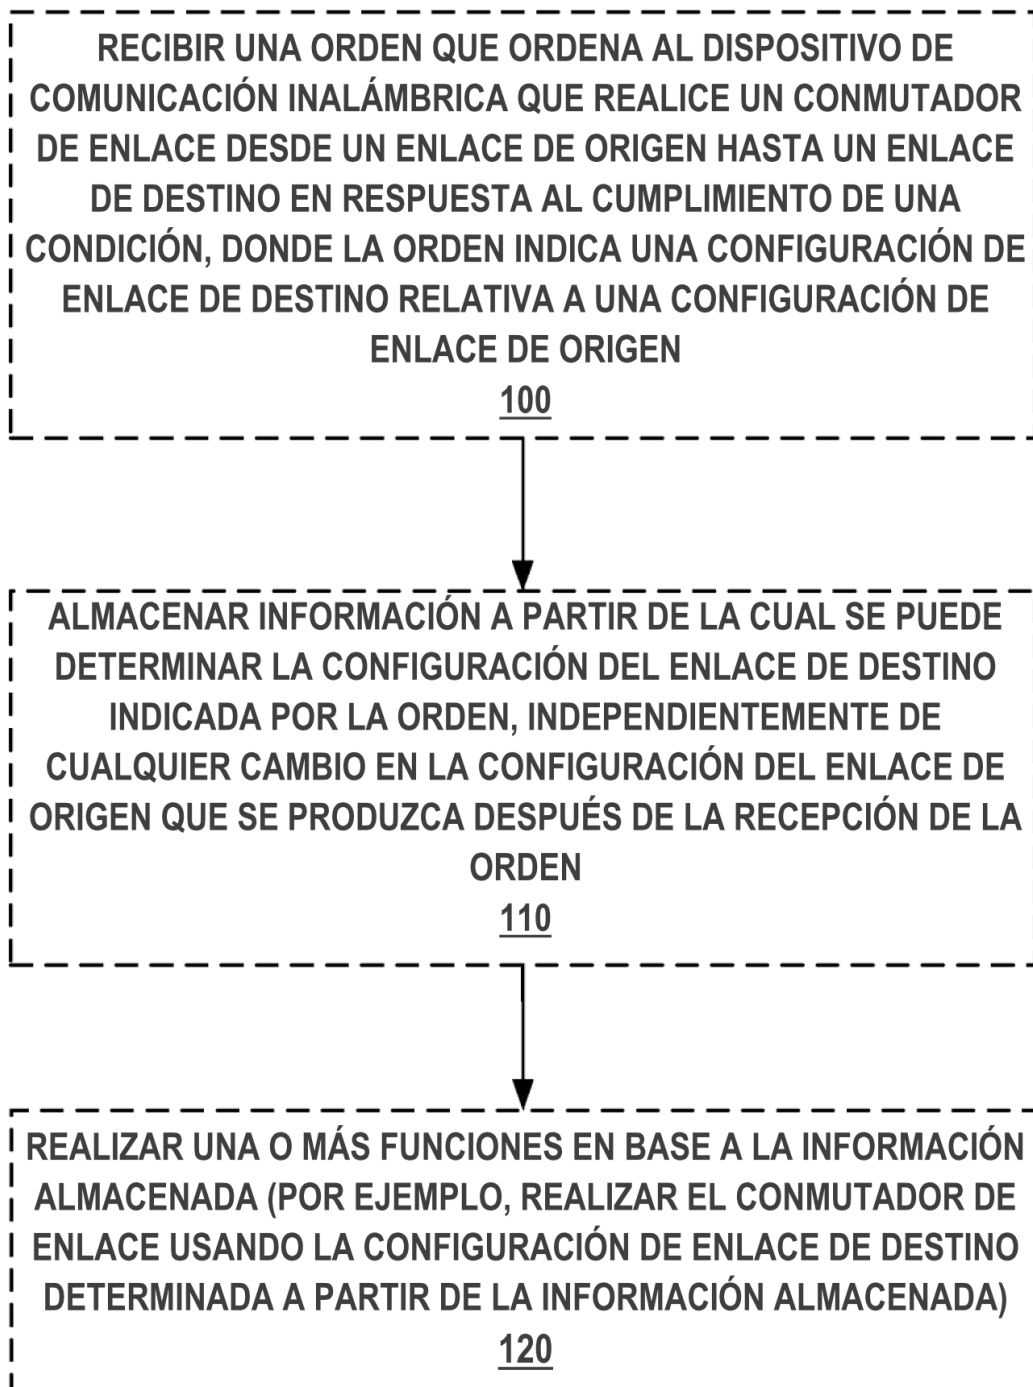 RECIBIR UNA ORDEN QUE ORDENA AL DISPOSITIVO DE
COMUNICACIÓN INALÁMBRICA QUE REALICE UN CONMUTADOR
DE ENLACE DESDE UN ENLACE DE ORIGEN HASTA UN ENLACE
DE DESTINO EN RESPUESTA AL CUMPLIMIENTO DE UNA
CONDICIÓN, DONDE LA ORDEN INDICA UNA CONFIGURACIÓN DE
ENLACE DE DESTINO RELATIVA A UNA CONFIGURACIÓN DE
ENLACE DE ORIGEN
100
ALMACENAR INFORMACIÓN A PARTIR DE LA CUAL SE PUEDE
DETERMINAR LA CONFIGURACIÓN DEL ENLACE DE DESTINO
INDICADA POR LA ORDEN, INDEPENDIENTEMENTE DE
CUALQUIER CAMBIO EN LA CONFIGURACIÓN DEL ENLACE DE
ORIGEN QUE SE PRODUZCA DESPUÉS DE LA RECEPCIÓN DE LA
ORDEN
110
REALIZAR UNA O MÁS FUNCIONES EN BASE A LA INFORMACIÓN
ALMACENADA (POR EJEMPLO, REALIZAR EL CONMUTADOR DE
ENLACE USANDO LA CONFIGURACIÓN DE ENLACE DE DESTINO
DETERMINADA A PARTIR DE LA INFORMACIÓN ALMACENADA)
120